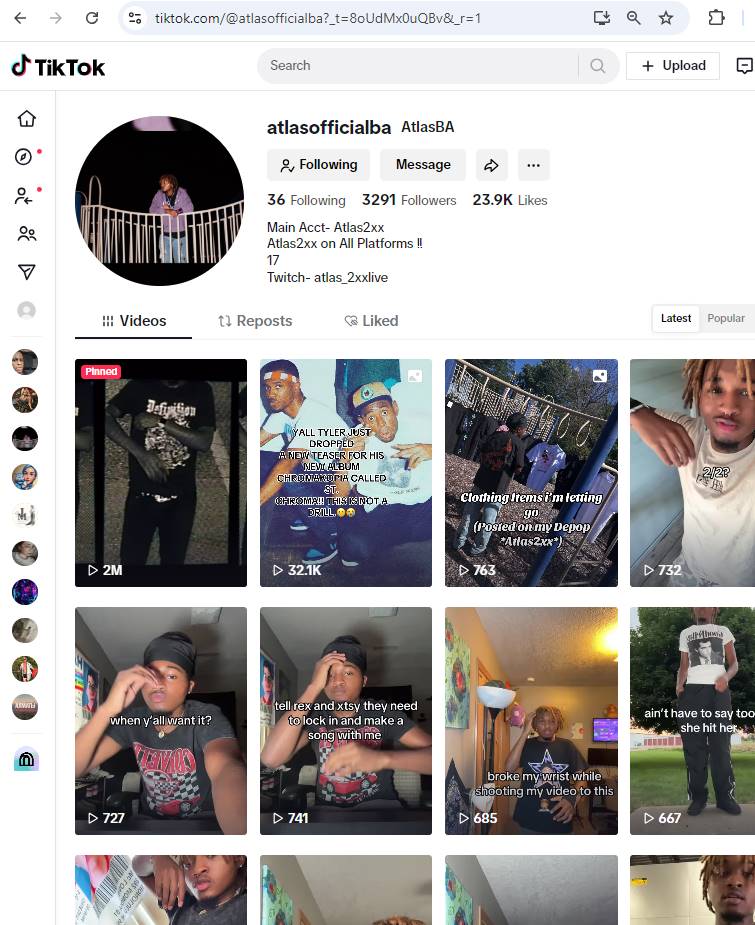 tiktok.com/@atlasofficialba?_t=8oUdMx0uQBv&_r=1
TikTok
Search
Upload
atlasofficialba AtlasBA
Following
Message
36 Following 3291 Followers 23.9K Likes
Main Acct- Atlas2xx
Atlas2xx on All Platforms !!
17
Twitch- atlas_2xxlive
Videos
Reposts
Liked
Latest
Popular
Pinned
Definition
2M
YALL TYLER JUST
DROPPED
A NEW TEASER FOR HIS
NEW ALBUM
CHROMAKOPIA CALLED
ST.
CHROMA!! THIS IS NOT A
DRILL.
32.1K
Clothing Items i'm letting
go
(Posted on my Depop
*Atlas2xx*)
763
2/2?
732
when y'all want it?
727
tell rex and xtsy they need
to lock in and make a
song with me
741
broke my wrist while
shooting my video to this
685
ain't have to say too
she hit her
667